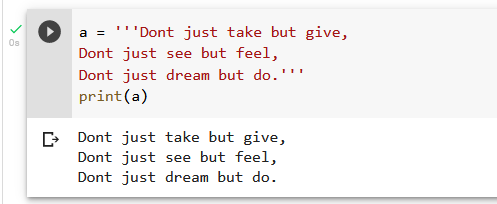 a = '''Dont just take but give,
Dont just see but feel,
Dont just dream but do.'''
print(a)
0s
Dont just take but give,
Dont just see but feel,
Dont just dream but do.